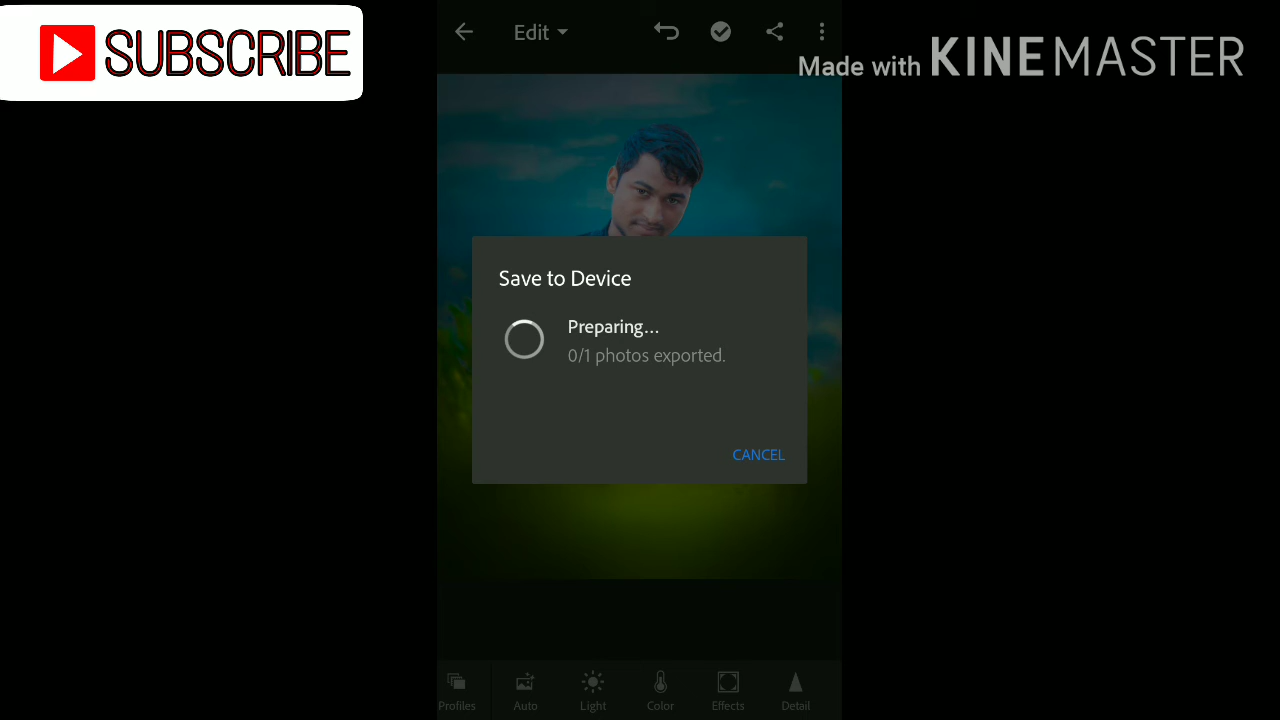 SUBSCRIBE
Made with KINEMASTER
Edit
Save to Device
Preparing...
0/1 photos exported.
CANCEL
Profiles Auto Light Color Effects Detail